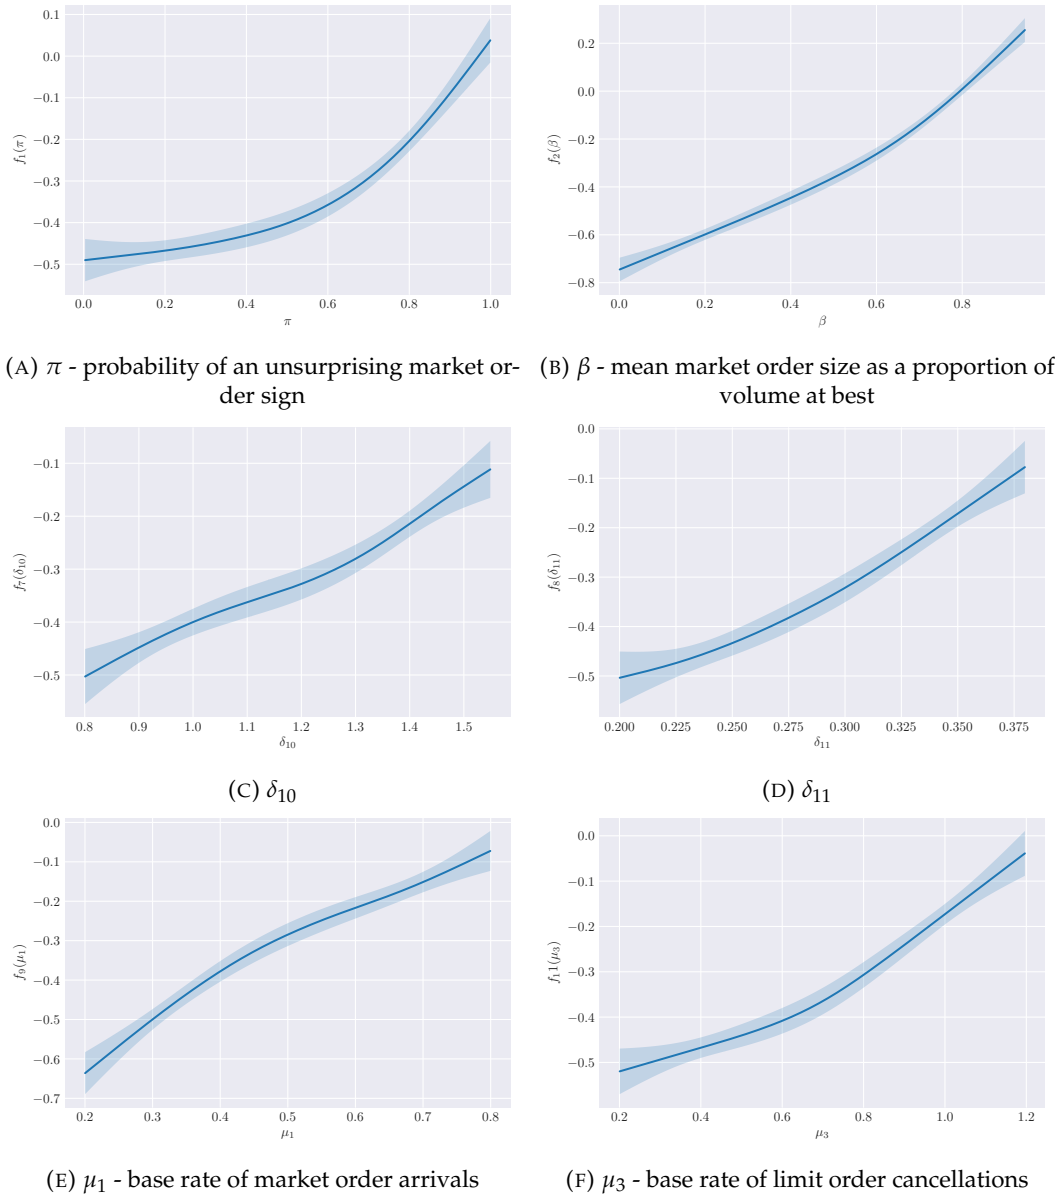 0.1
0.0
−0.1
−0.2
−0.3
−0.4
−0.5
f₁(π)
0.0 0.2 0.4 0.6 0.8 1.0
π
(A) π - probability of an unsurprising market or-
der sign
0.2
0.0
−0.2
−0.4
−0.6
−0.8
f₂(β)
0.0 0.2 0.4 0.6 0.8
β
(B) β - mean market order size as a proportion of
volume at best
−0.1
−0.2
−0.3
−0.4
−0.5
f₇(δ₁₀)
0.8 0.9 1.0 1.1 1.2 1.3 1.4 1.5
δ₁₀
(C) δ₁₀
0.0
−0.1
−0.2
−0.3
−0.4
−0.5
f₈(δ₁₁)
0.200 0.225 0.250 0.275 0.300 0.325 0.350 0.375
δ₁₁
(D) δ₁₁
0.0
−0.1
−0.2
−0.3
−0.4
−0.5
−0.6
−0.7
f₉(μ₁)
0.2 0.3 0.4 0.5 0.6 0.7 0.8
μ₁
(E) μ₁ - base rate of market order arrivals
0.0
−0.1
−0.2
−0.3
−0.4
−0.5
f₁1(μ₃)
0.2 0.4 0.6 0.8 1.0 1.2
μ₃
(F) μ₃ - base rate of limit order cancellations